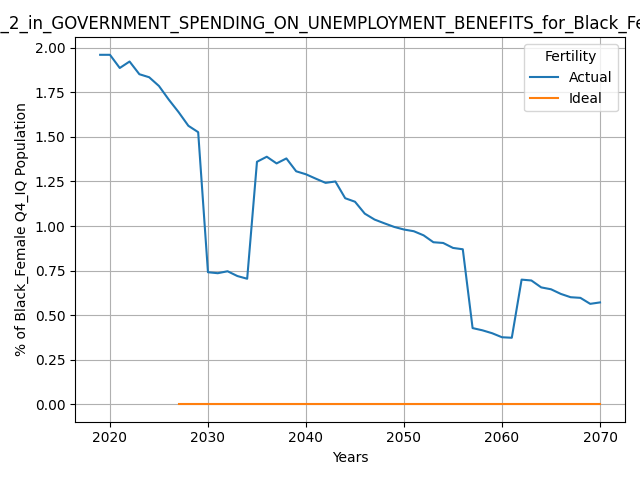 _2_in_GOVERNMENT_SPENDING_ON_UNEMPLOYMENT_BENEFITS_for_Black_Fe
Fertility
Actual
Ideal
2.00
1.75
1.50
1.25
1.00
0.75
0.50
0.25
0.00
% of Black_Female Q4_IQ Population
2020 2030 2040 2050 2060 2070
Years